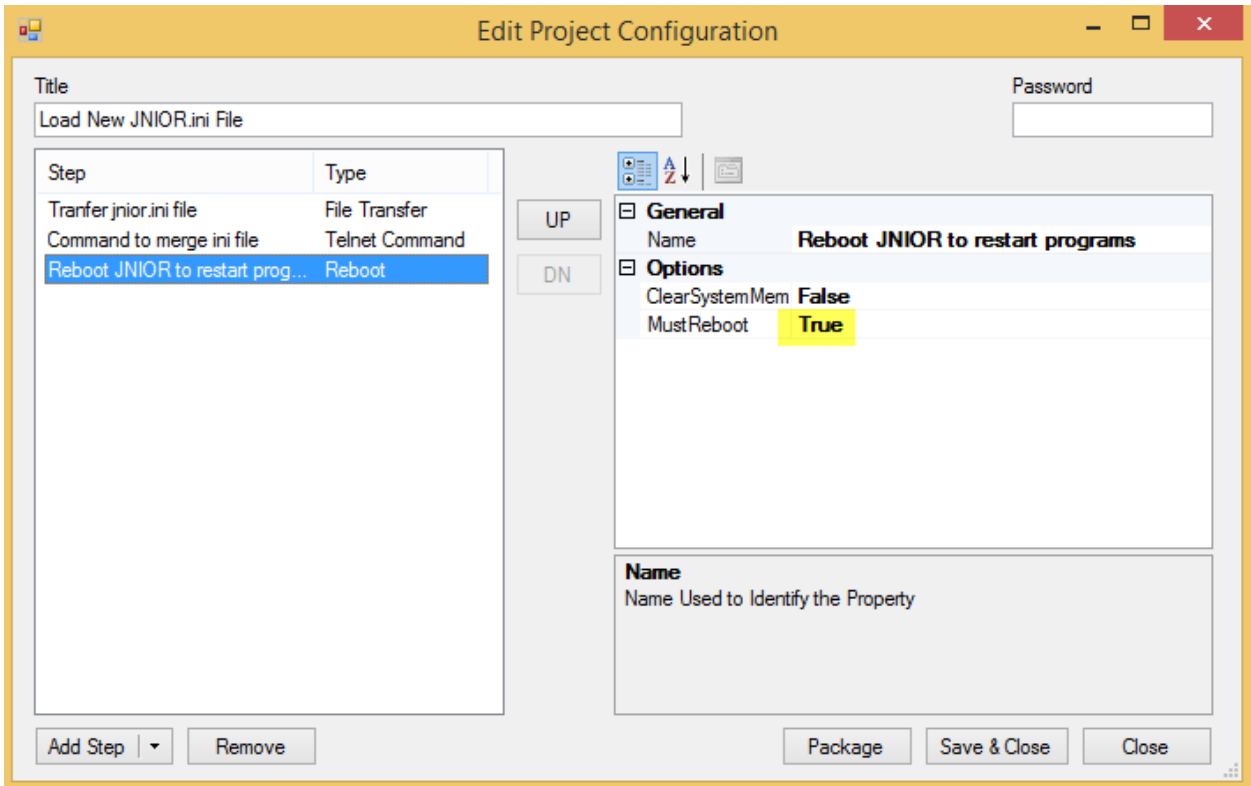 Edit Project Configuration
Title
Password
Load New JNIOR.ini File
Step Type
Tranfer jnior.ini file File Transfer
Command to merge ini file Telnet Command
Reboot JNIOR to restart prog... Reboot
UP
DN
General
Name Reboot JNIOR to restart programs
Options
ClearSystemMem False
MustReboot True
Name
Name Used to Identify the Property
Add Step Remove Package Save & Close Close